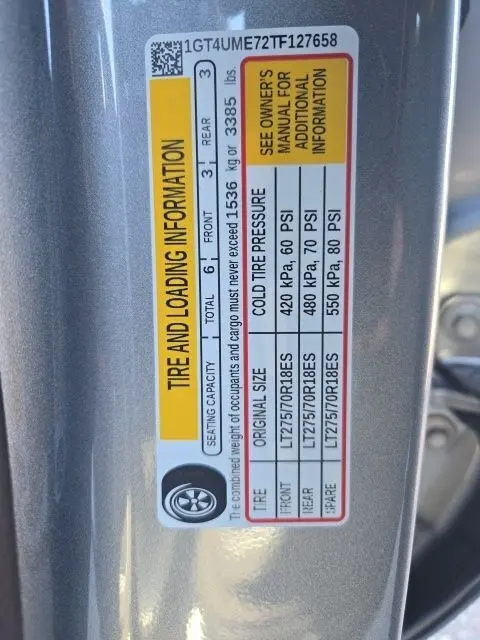 1GT4UME72TF127658
TIRE AND LOADING INFORMATION
SEATING CAPACITY TOTAL 6 FRONT 3 REAR 3
The combined weight of occupants and cargo must never exceed 1536 kg or 3385 lbs.
TIRE ORIGINAL SIZE COLD TIRE PRESSURE
FRONT LT275/70R18ES 420 kPa, 60 PSI
REAR LT275/70R18ES 480 kPa, 70 PSI
SPARE LT275/70R18ES 550 kPa, 80 PSI
SEE OWNER'S
MANUAL FOR
ADDITIONAL
INFORMATION